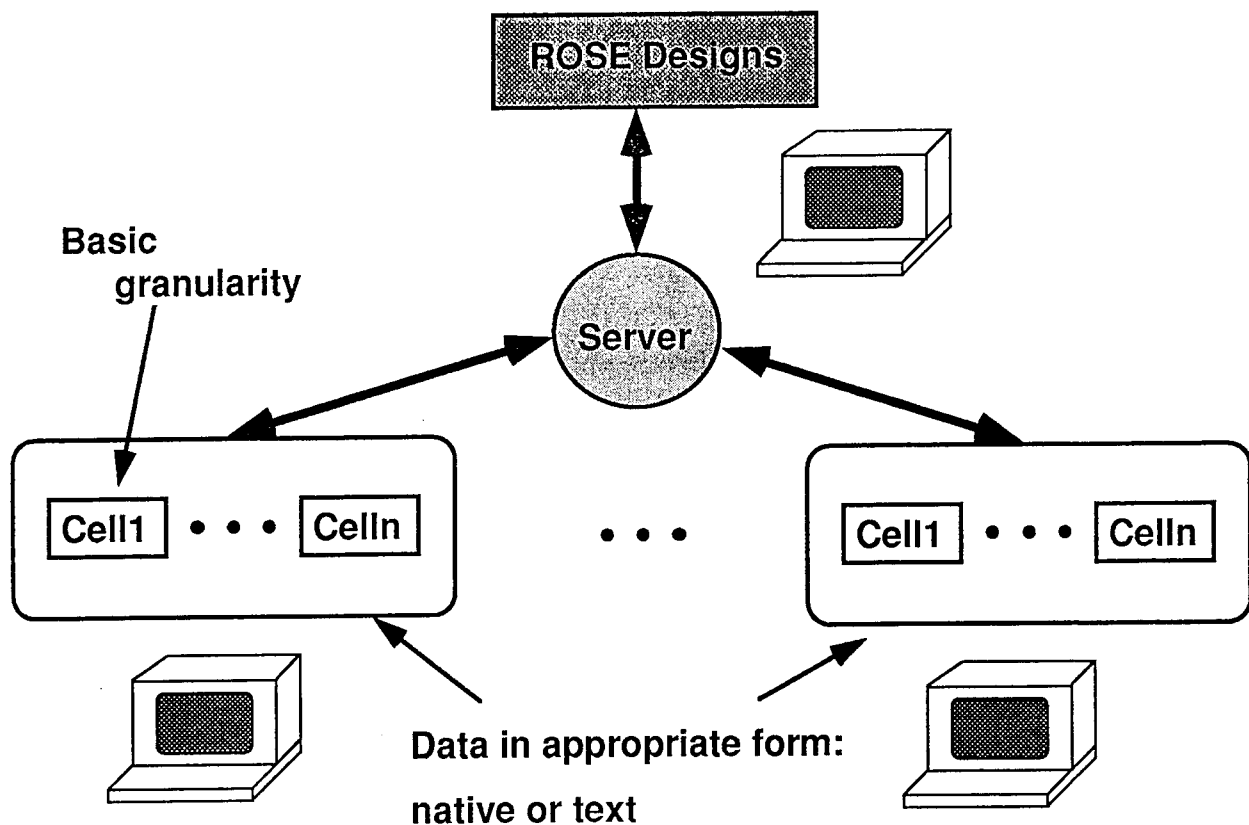 ROSE Designs
Basic
granularity
Server
Cell1 • • • Celln
• • •
Cell1 • • • Celln
Data in appropriate form:
native or text